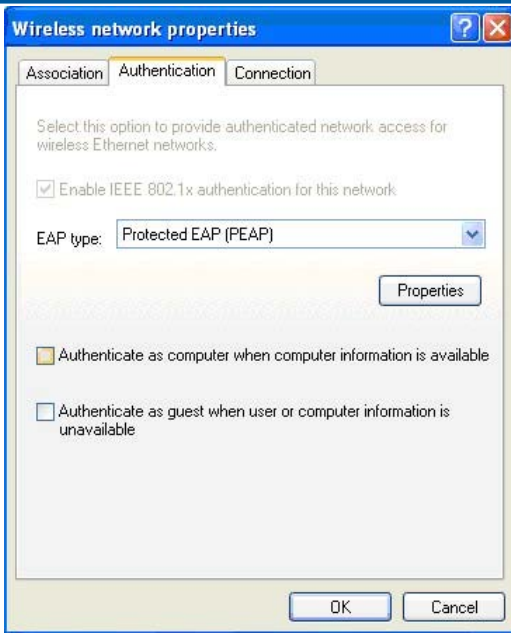 Wireless network properties
Association Authentication Connection
Select this option to provide authenticated network access for
wireless Ethernet networks.
Enable IEEE 802.1x authentication for this network
EAP type: Protected EAP (PEAP)
Properties
Authenticate as computer when computer information is available
Authenticate as guest when user or computer information is
unavailable
OK Cancel